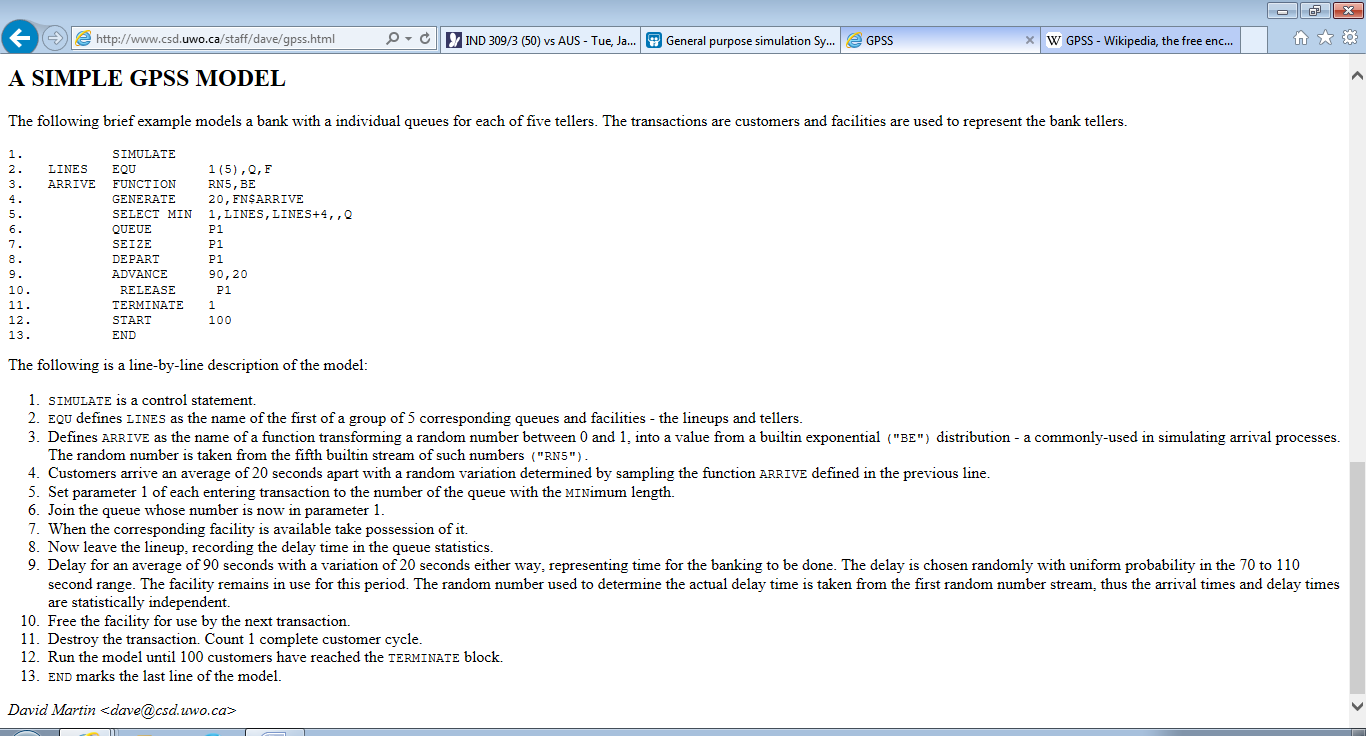 http://www.csd.uwo.ca/staff/dave/gpss.html
IND 309/3 (50) vs AUS - Tue, Ja...
General purpose simulation Sy...
GPSS
W GPSS - Wikipedia, the free enc...
A SIMPLE GPSS MODEL
The following brief example models a bank with a individual queues for each of five tellers. The transactions are customers and facilities are used to represent the bank tellers.
1. SIMULATE
2. LINES EQU 1(5),Q,F
3. ARRIVE FUNCTION RN5,BE
4. GENERATE 20,FN$ARRIVE
5. SELECT MIN 1,LINES,LINES+4,,Q
6. QUEUE P1
7. SEIZE P1
8. DEPART P1
9. ADVANCE 90,20
10. RELEASE P1
11. TERMINATE 1
12. START 100
13. END
The following is a line-by-line description of the model:
1. SIMULATE is a control statement.
2. EQU defines LINES as the name of the first of a group of 5 corresponding queues and facilities - the lineups and tellers.
3. Defines ARRIVE as the name of a function transforming a random number between 0 and 1, into a value from a builtin exponential ("BE") distribution - a commonly-used in simulating arrival processes.
The random number is taken from the fifth builtin stream of such numbers ("RN5").
4. Customers arrive an average of 20 seconds apart with a random variation determined by sampling the function ARRIVE defined in the previous line.
5. Set parameter 1 of each entering transaction to the number of the queue with the MINimum length.
6. Join the queue whose number is now in parameter 1.
7. When the corresponding facility is available take possession of it.
8. Now leave the lineup, recording the delay time in the queue statistics.
9. Delay for an average of 90 seconds with a variation of 20 seconds either way, representing time for the banking to be done. The delay is chosen randomly with uniform probability in the 70 to 110
second range. The facility remains in use for this period. The random number used to determine the actual delay time is taken from the first random number stream, thus the arrival times and delay times
are statistically independent.
10. Free the facility for use by the next transaction.
11. Destroy the transaction. Count 1 complete customer cycle.
12. Run the model until 100 customers have reached the TERMINATE block.
13. END marks the last line of the model.
David Martin <dave@csd.uwo.ca>